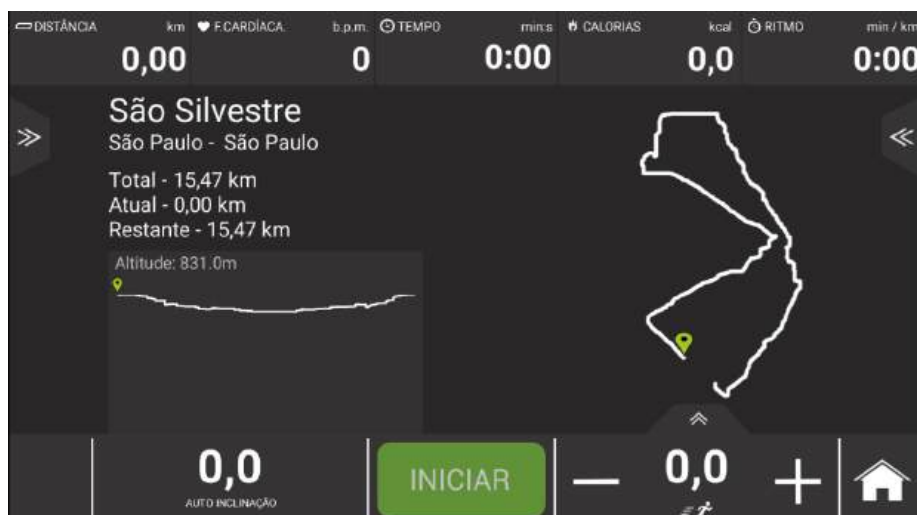 DISTÂNCIA km F.CARDÍACA b.p.m. TEMPO min:s CALORIAS kcal RITMO min / km
0,00 0 0:00 0,0 0:00
São Silvestre
São Paulo - São Paulo
Total - 15,47 km
Atual - 0,00 km
Restante - 15,47 km
Altitude: 831.0m
0,0 INICIAR 0,0
AUTO INCLINAÇÃO